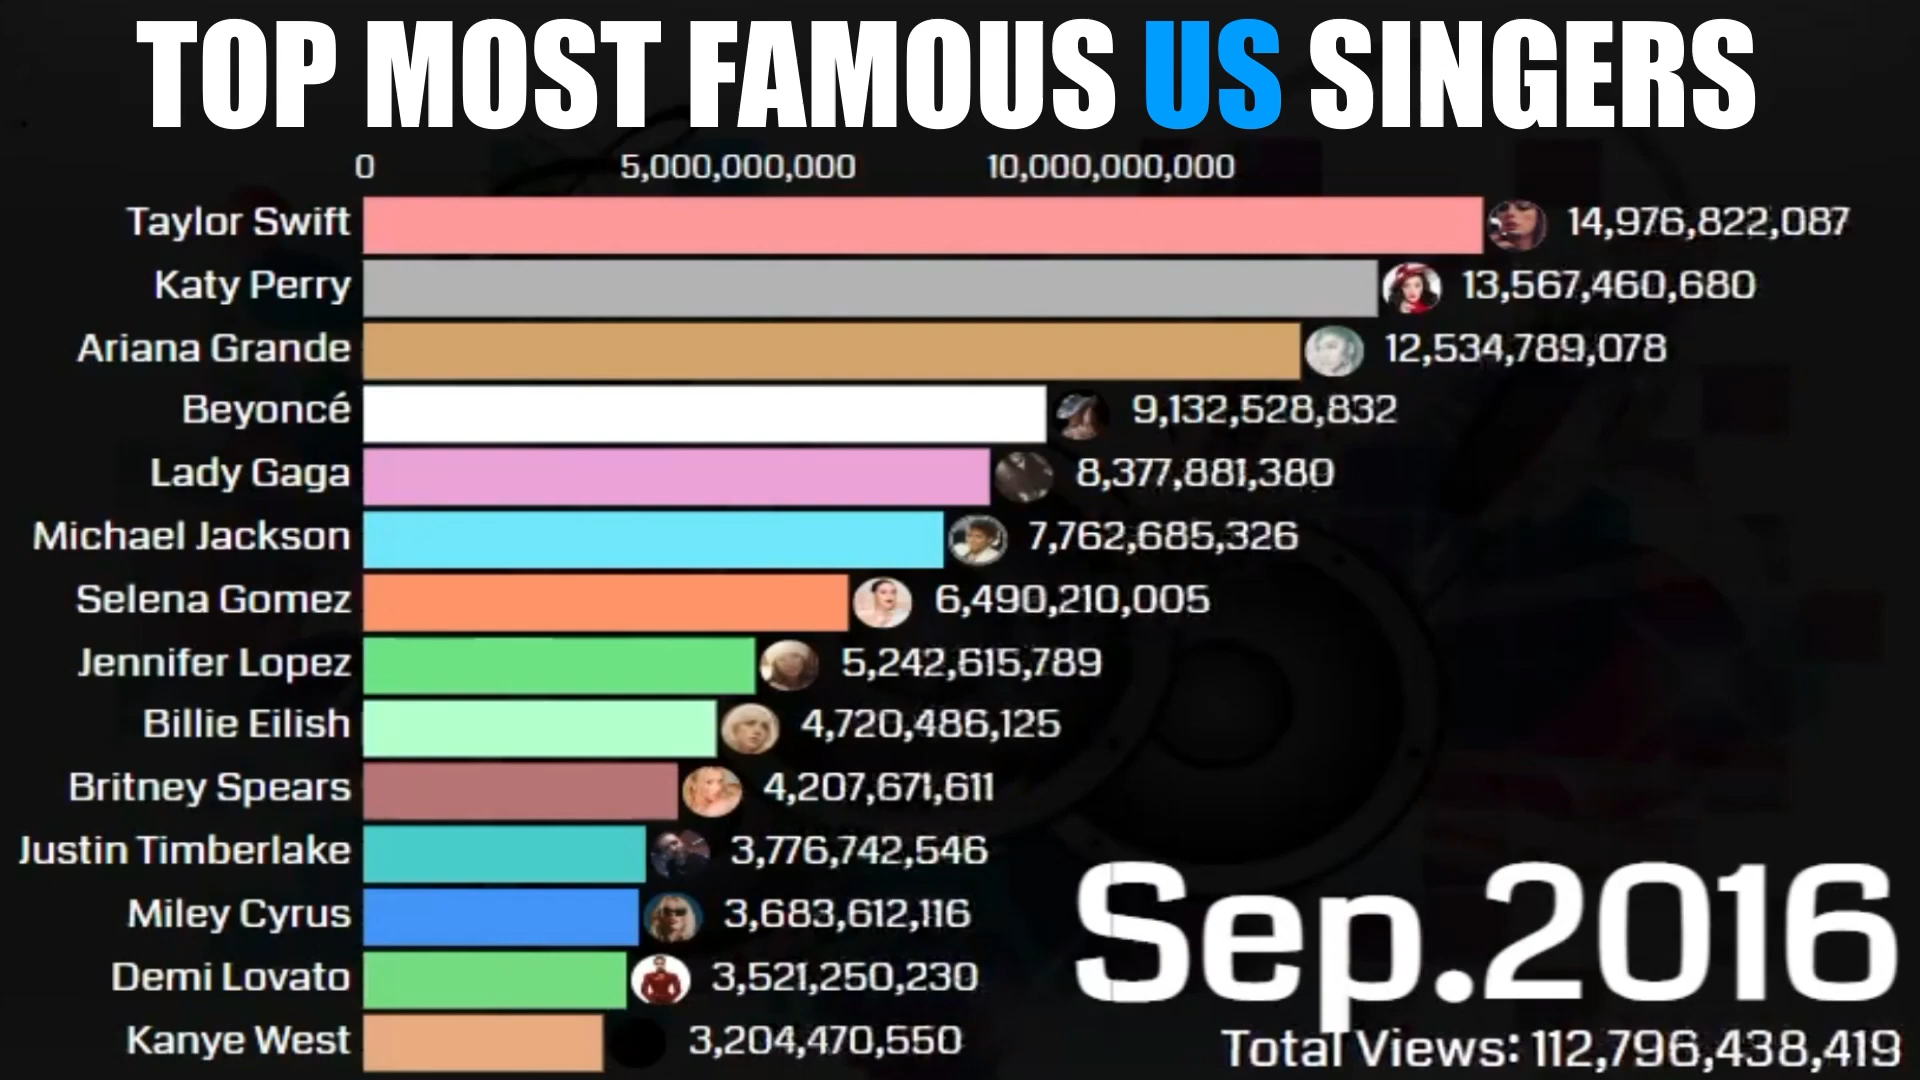 TOP MOST FAMOUS US SINGERS
0 5,000,000,000 10,000,000,000
Taylor Swift 14,976,822,087
Katy Perry 13,567,460,680
Ariana Grande 12,534,789,078
Beyoncé 9,132,528,832
Lady Gaga 8,377,881,380
Michael Jackson 7,762,685,326
Selena Gomez 6,490,210,005
Jennifer Lopez 5,242,615,789
Billie Eilish 4,720,486,125
Britney Spears 4,207,671,611
Justin Timberlake 3,776,742,546
Miley Cyrus 3,683,612,116
Demi Lovato 3,521,250,230
Kanye West 3,204,470,550
Sep.2016
Total Views: 112,796,438,419